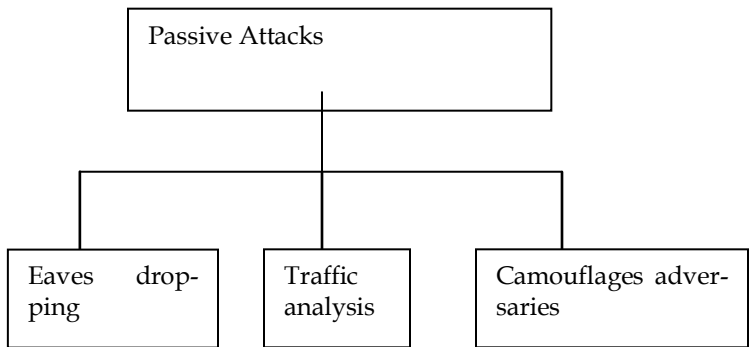 Passive Attacks
Eaves drop-
ping
Traffic
analysis
Camouflages adver-
saries